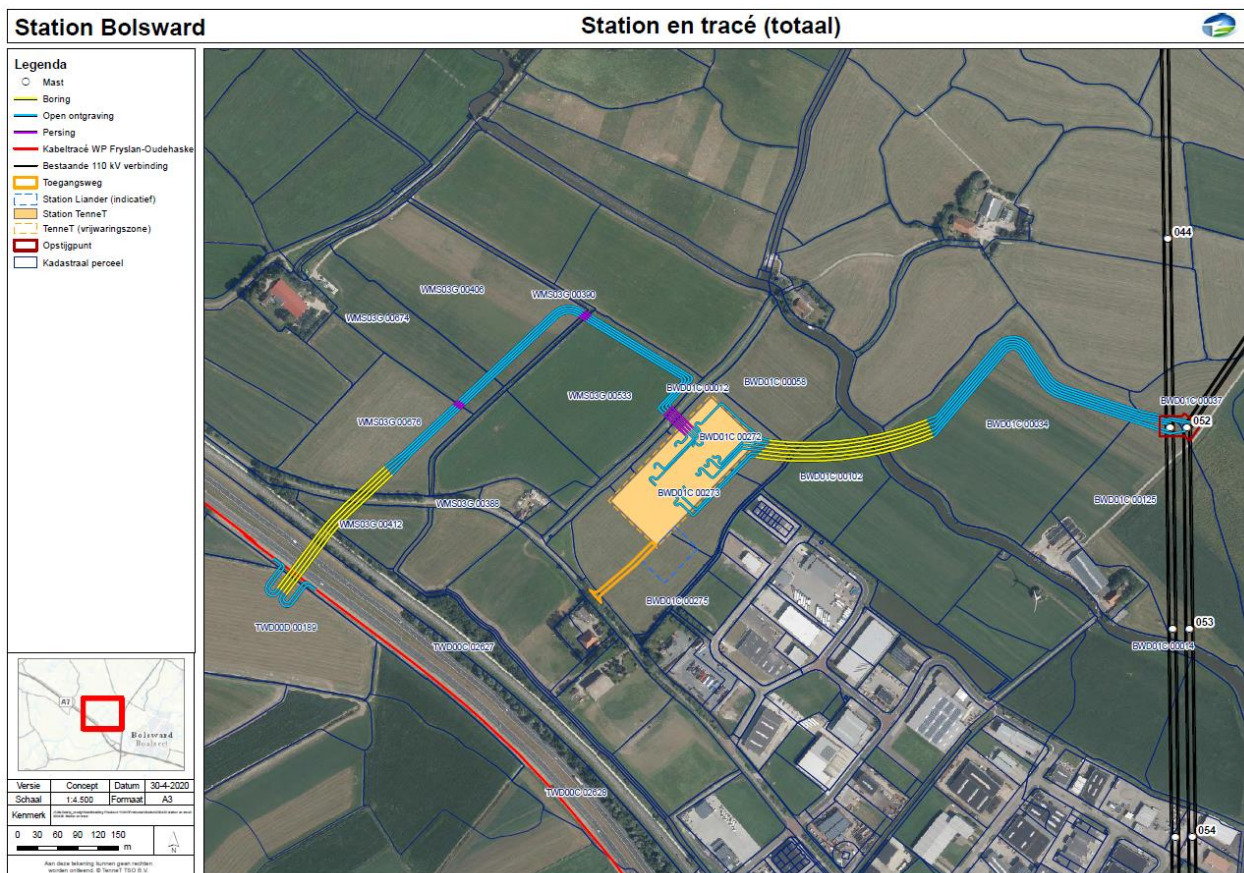 Station Bolsward
Station en tracé (totaal)
Legenda
Mast
Boring
Open ontgraving
Persing
Kabeltracé WP Fryslan-Oudehaske
Bestaande 110 kV verbinding
Toegangsweg
Station Liander (indicatief)
Station TenneT
TenneT (vrijwaringszone)
Opstijgpunt
Kadastraal perceel
044
WMS03G 00406
WMS03G 00390
WMS03G 00674
WMS03G 00533
BWD01C 00012
BWD01C 00058
BWD01C 00037
052
WMS03G 00676
BWD01C 00272
BWD01C 00034
BWD01C 00102
BWD01C 00273
BWD01C 00125
WMS03G 00388
WMS03G 00412
BWD01C 00275
TWD00D 00189
053
TWD00C 02627
BWD01C 00014
TWD00C 02628
054
A7
Bolsward
Boalsert
Versie Concept Datum 30-4-2020
Schaal 1:4.500 Formaat A3
Kenmerk
0 30 60 90 120 150
m
N
Aan deze tekening kunnen geen rechten
worden ontleend. © TenneT TSO B.V.